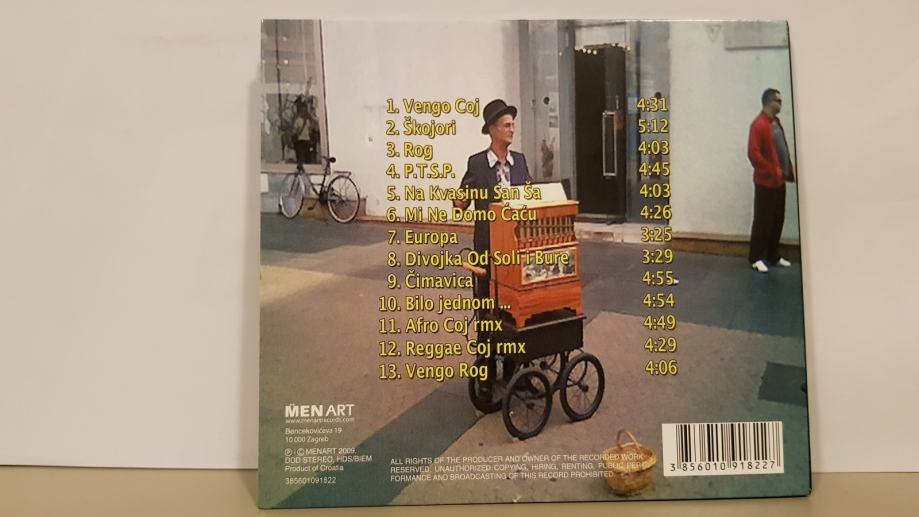 1. Vengo Coj 4:31
2. Škojori 5:12
3. Rog 4:03
4. P.T.S.P. 4:45
5. Na Kvasinu San Ša 4:03
6. Mi Ne Domo Ćaću 4:26
7. Europa 3:25
8. Divojka Od Soli i Bure 3:29
9. Čimavica 4:55
10. Bilo jednom ... 4:54
11. Afro Coj rmx 4:49
12. Reggae Coj rmx 4:29
13. Vengo Rog 4:06
MENART
www.menartrecords.com
Bencekovićeva 19
10 000 Zagreb
℗ © MENART 2009.
DDD STEREO, HDS/BIEM
Product of Croatia
385601091822
ALL RIGHTS OF THE PRODUCER AND OWNER OF THE RECORDED WORK
RESERVED. UNAUTHORIZED COPYING, HIRING, RENTING, PUBLIC PER-
FORMANCE AND BROADCASTING OF THIS RECORD PROHIBITED.
3 856010 918227